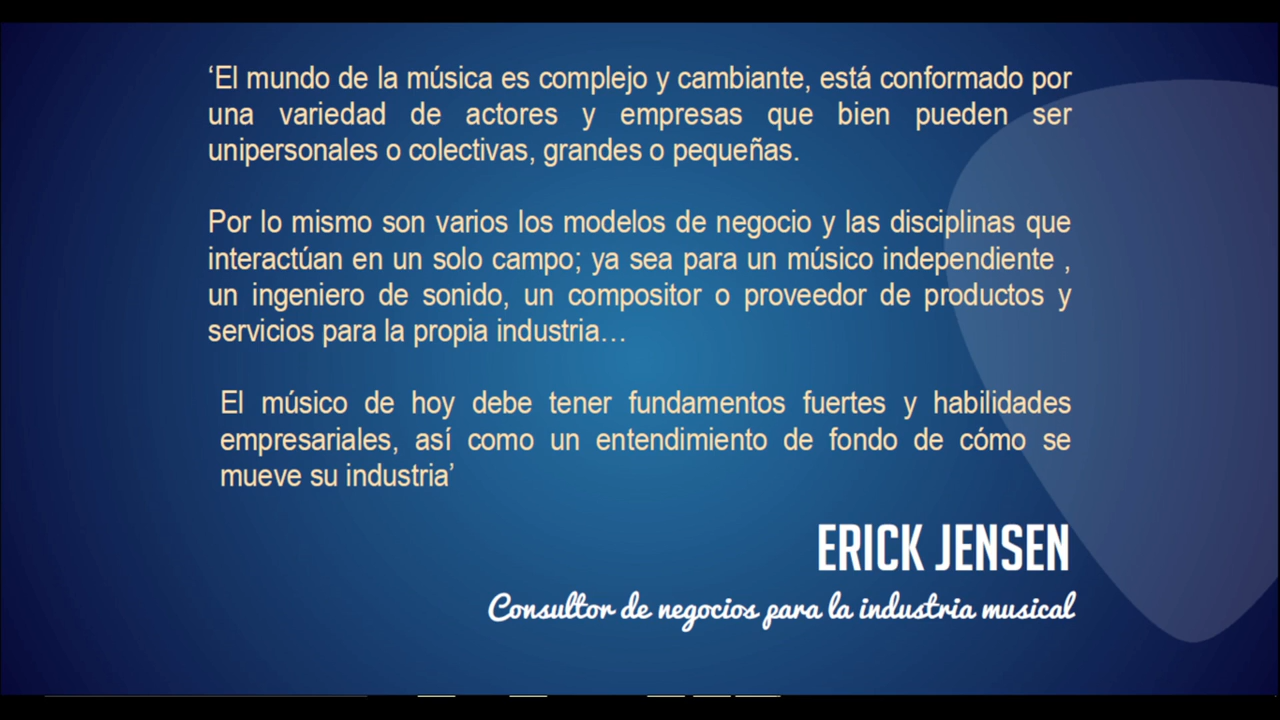 ‘El mundo de la música es complejo y cambiante, está conformado por
una variedad de actores y empresas que bien pueden ser
unipersonales o colectivas, grandes o pequeñas.
Por lo mismo son varios los modelos de negocio y las disciplinas que
interactúan en un solo campo; ya sea para un músico independiente ,
un ingeniero de sonido, un compositor o proveedor de productos y
servicios para la propia industria…
El músico de hoy debe tener fundamentos fuertes y habilidades
empresariales, así como un entendimiento de fondo de cómo se
mueve su industria’
ERICK JENSEN
Consultor de negocios para la industria musical